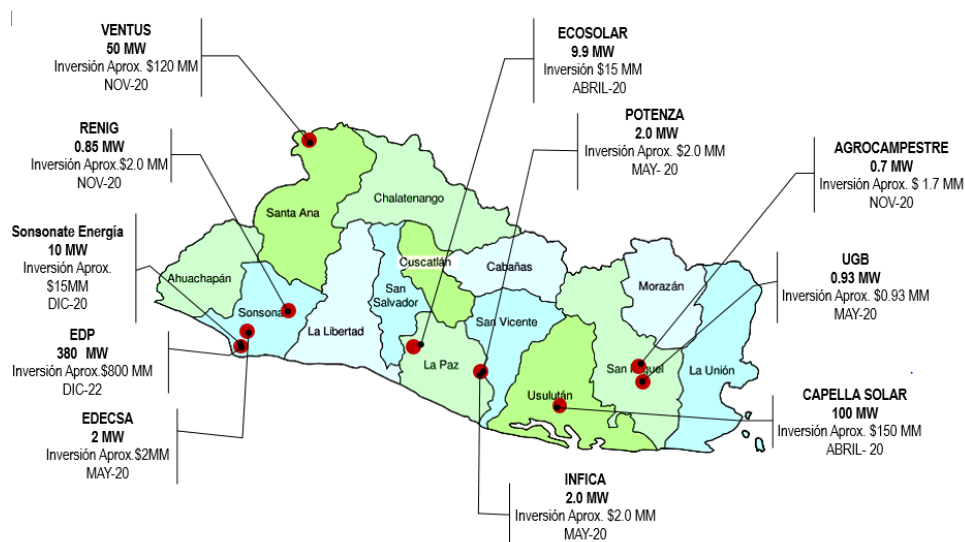 VENTUS
50 MW
Inversión Aprox. $120 MM
NOV-20
ECOSOLAR
9.9 MW
Inversión $15 MM
ABRIL-20
RENIG
0.85 MW
Inversión Aprox.$2.0 MM
NOV-20
POTENZA
2.0 MW
Inversión Aprox. $2.0 MM
MAY- 20
AGROCAMPESTRE
0.7 MW
Inversión Aprox. $ 1.7 MM
NOV-20
Sonsonate Energía
10 MW
Inversión Aprox.
$15MM
DIC-20
UGB
0.93 MW
Inversión Aprox. $0.93 MM
MAY-20
EDP
380 MW
Inversión Aprox.$800 MM
DIC-22
EDECSA
2 MW
Inversión Aprox.$2MM
MAY-20
CAPELLA SOLAR
100 MW
Inversión Aprox. $150 MM
ABRIL- 20
INFICA
2.0 MW
Inversión Aprox. $2.0 MM
MAY-20
Chalatenango
Santa Ana
Cuscatlán
Cabañas
Ahuachapán
Morazán
San
Salvador
Sonsona
La Libertad
San Vicente
La Paz
San Miguel
La Unión
Usulután